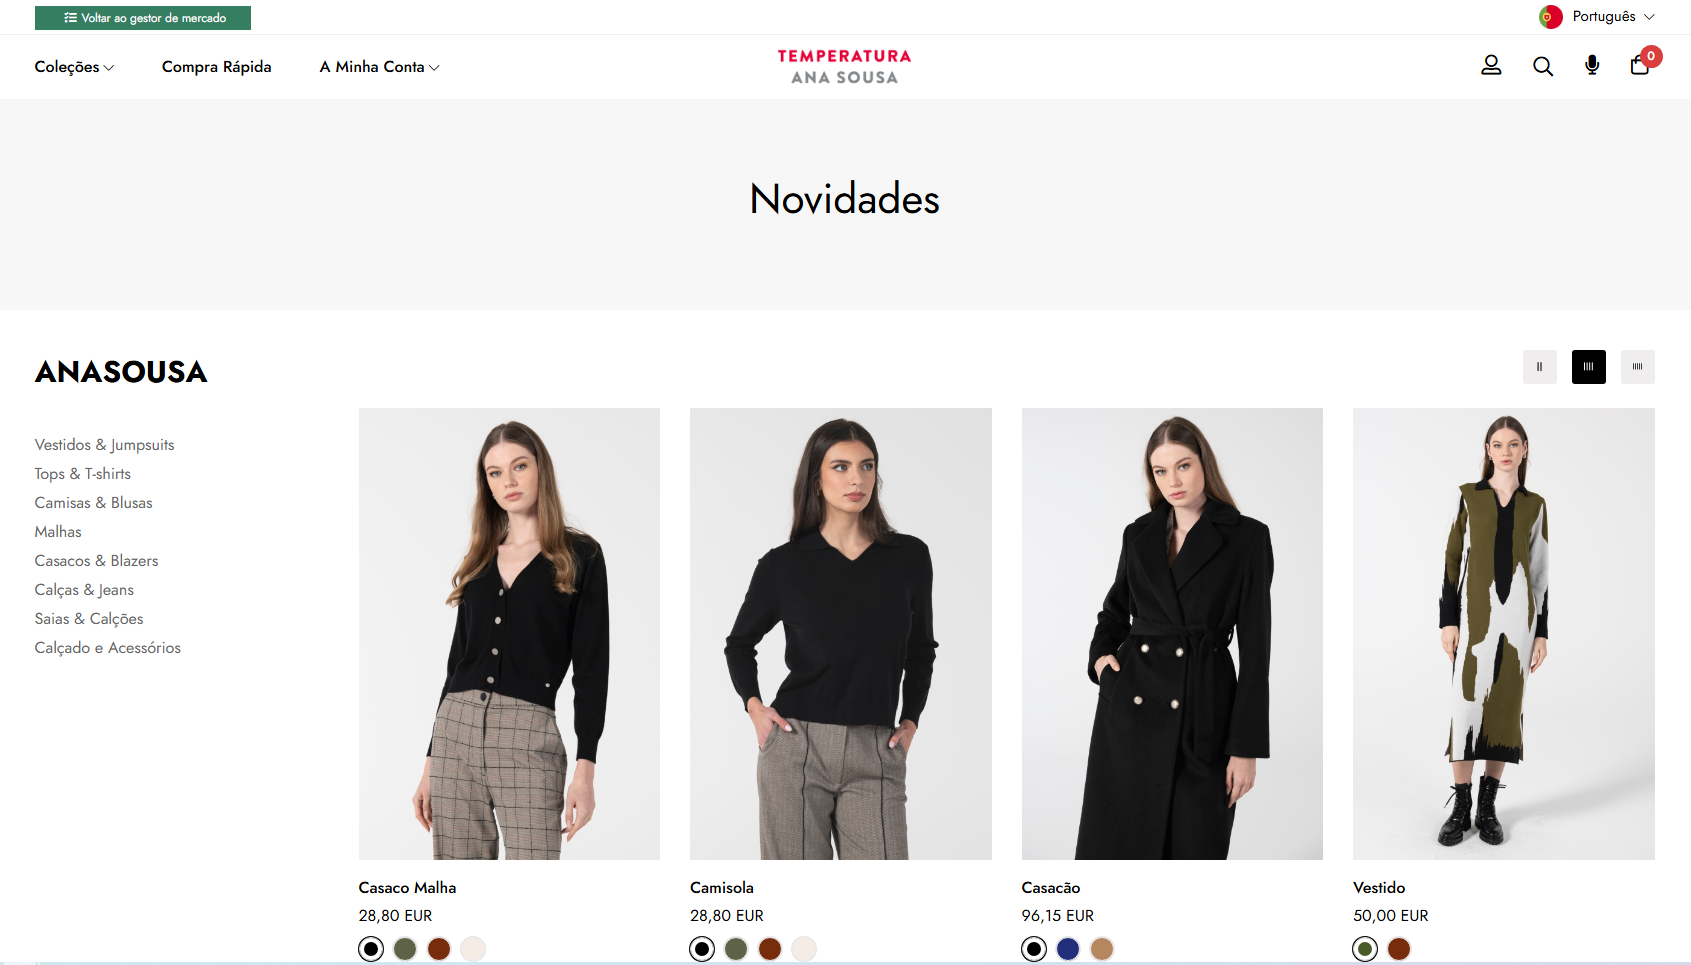 Voltar ao gestor de mercado
Português
Coleções
Compra Rápida
A Minha Conta
TEMPERATURA
ANA SOUSA
0
Novidades
ANASOUSA
Vestidos & Jumpsuits
Tops & T-shirts
Camisas & Blusas
Malhas
Casacos & Blazers
Calças & Jeans
Saias & Calções
Calçado e Acessórios
Casaco Malha
28,80 EUR
Camisola
28,80 EUR
Casacão
96,15 EUR
Vestido
50,00 EUR